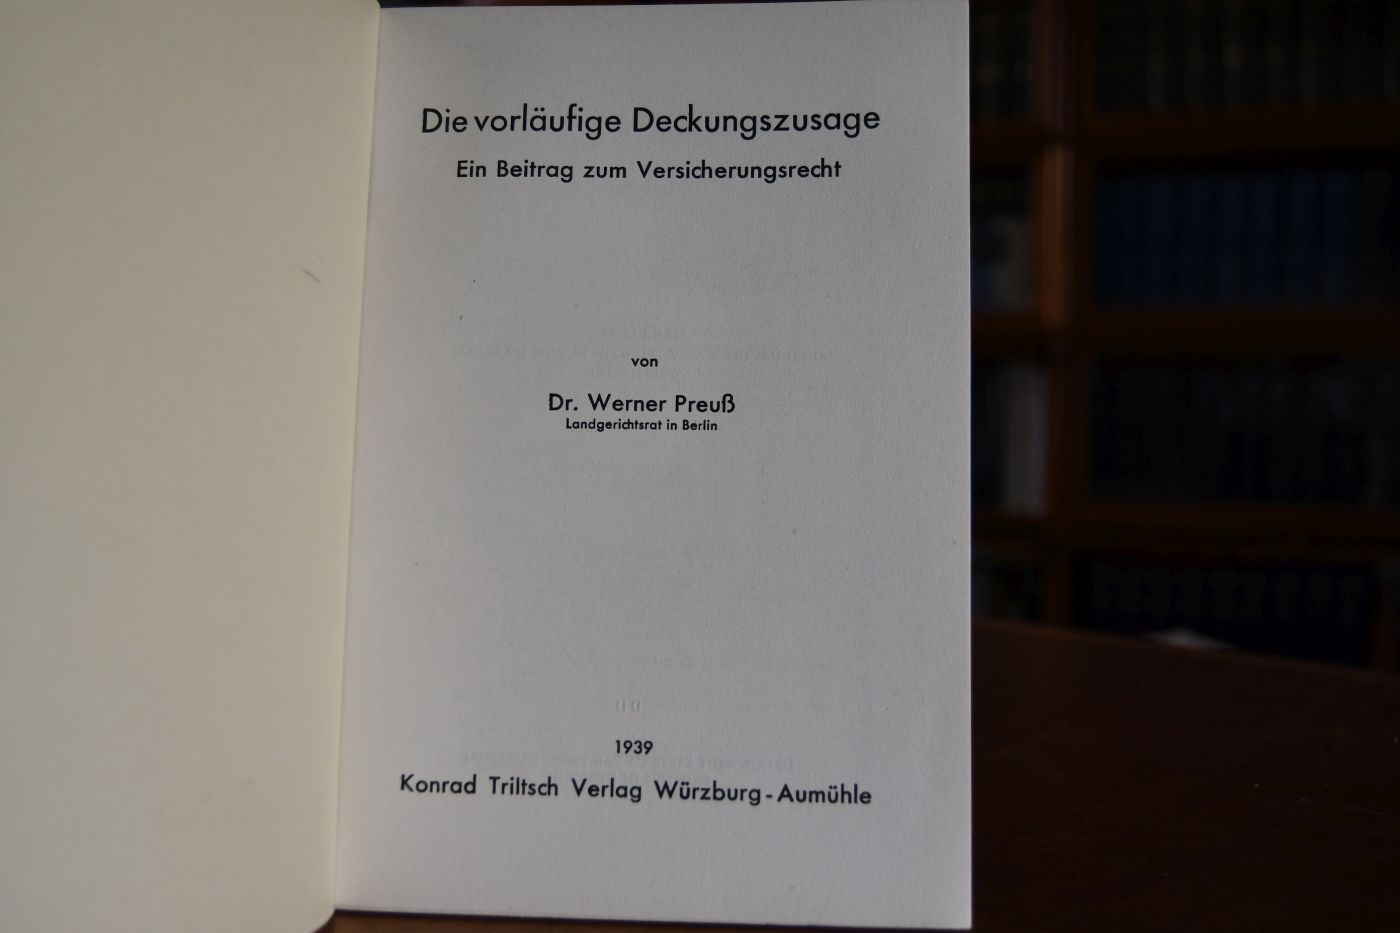 Die vorläufige Deckungszusage
Ein Beitrag zum Versicherungsrecht
von
Dr. Werner Preuß
Landgerichtsrat in Berlin
1939
Konrad Triltsch Verlag Würzburg-Aumühle